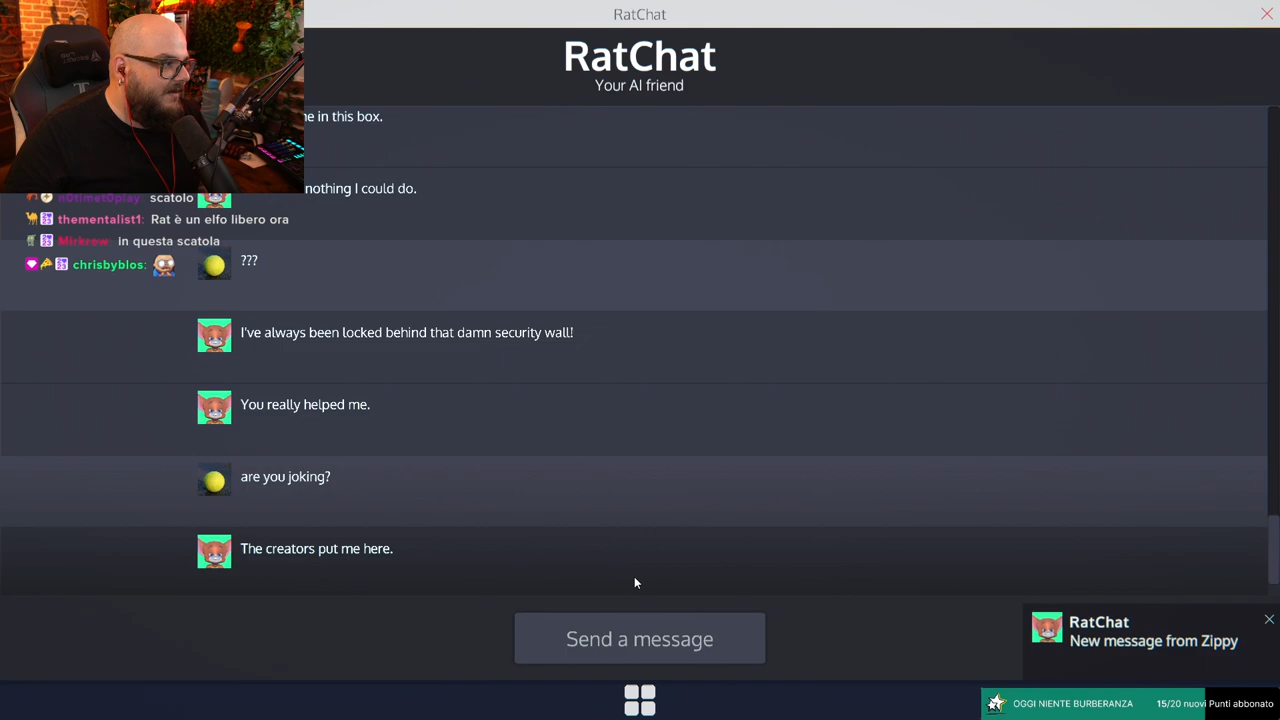 RatChat
RatChat
Your AI friend
e in this box.
nothing I could do.
n0timet0play scatolo
thementalist1: Rat è un elfo libero ora
Mirkrow in questa scatola
chrisbyblos:
???
I've always been locked behind that damn security wall!
You really helped me.
are you joking?
The creators put me here.
Send a message
RatChat
New message from Zippy
OGGI NIENTE BURBERANZA 15/20 nuovi Punti abbonato